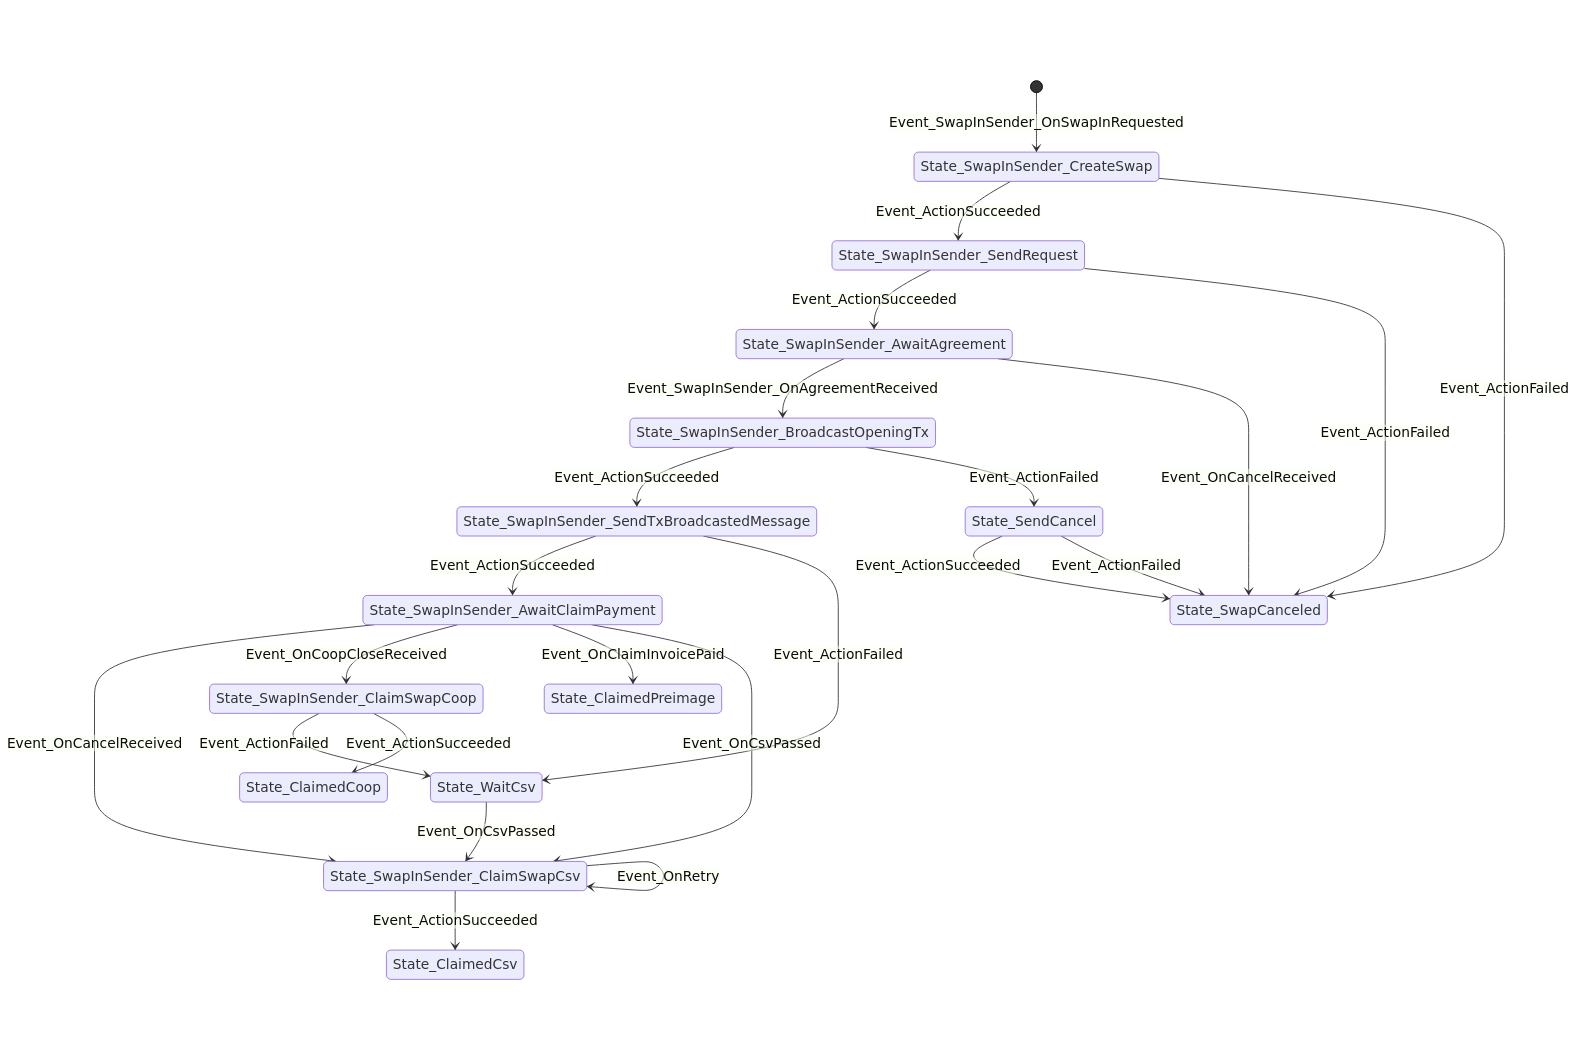 Event_SwapInSender_OnSwapInRequested
State_SwapInSender_CreateSwap
Event_ActionSucceeded
State_SwapInSender_SendRequest
Event_ActionSucceeded
State_SwapInSender_AwaitAgreement
Event_SwapInSender_OnAgreementReceived
Event_ActionFailed
State_SwapInSender_BroadcastOpeningTx
Event_ActionFailed
Event_ActionSucceeded
Event_ActionFailed
Event_OnCancelReceived
State_SwapInSender_SendTxBroadcastedMessage
State_SendCancel
Event_ActionSucceeded
Event_ActionSucceeded
Event_ActionFailed
State_SwapInSender_AwaitClaimPayment
State_SwapCanceled
Event_OnCoopCloseReceived
Event_OnClaimInvoicePaid
Event_ActionFailed
State_SwapInSender_ClaimSwapCoop
State_ClaimedPreimage
Event_OnCancelReceived
Event_ActionFailed
Event_ActionSucceeded
Event_OnCsvPassed
State_ClaimedCoop
State_WaitCsv
Event_OnCsvPassed
State_SwapInSender_ClaimSwapCsv
Event_OnRetry
Event_ActionSucceeded
State_ClaimedCsv